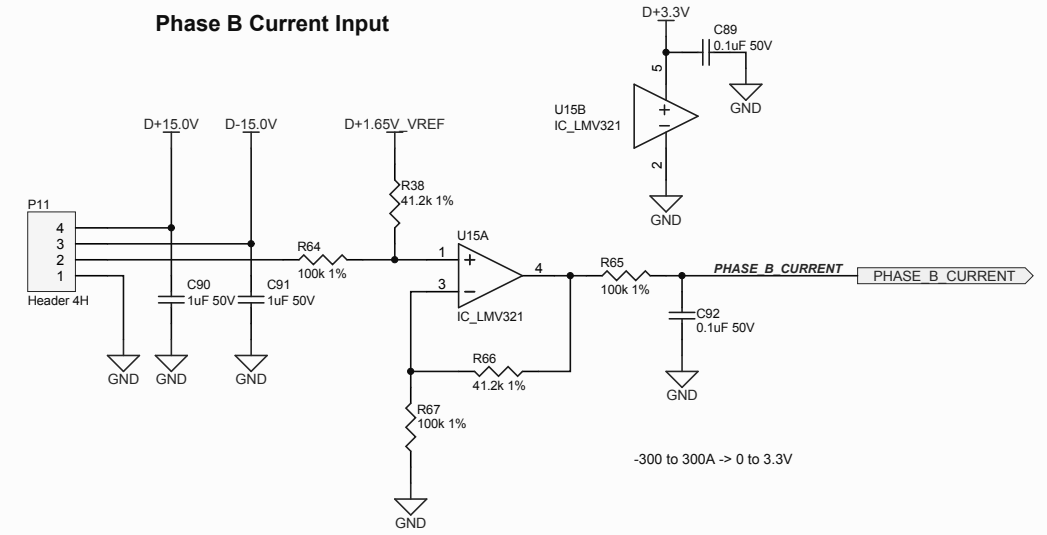 Phase B Current Input
D+3.3V
C89
0.1uF 50V
5
GND
U15B
IC_LMV321
2
GND
D+15.0V
D-15.0V
D+1.65V_VREF
R38
41.2k 1%
P11
4
3
2
1
Header 4H
R64
100k 1%
U15A
1
3
4
IC_LMV321
C90
1uF 50V
C91
1uF 50V
GND
GND
GND
R65
100k 1%
PHASE_B_CURRENT
PHASE_B_CURRENT
C92
0.1uF 50V
GND
R66
41.2k 1%
R67
100k 1%
GND
-300 to 300A -> 0 to 3.3V